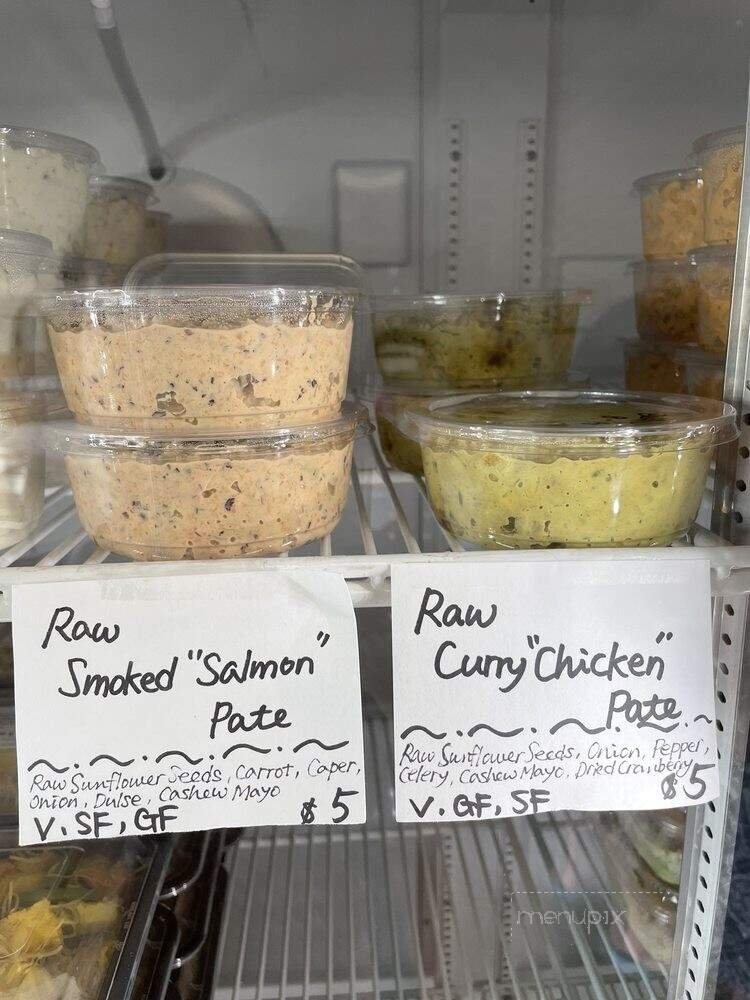 Raw
Smoked "Salmon"
Pate
Raw Sunflower Seeds, Carrot, Caper,
Onion, Dulse, Cashew Mayo
V. SF, GF $5
Raw
Curry "Chicken"
Pate
Raw Sunflower Seeds, Onion, Pepper,
Celery, Cashew Mayo, Dried Cranberry
V. GF, SF $5
menupix